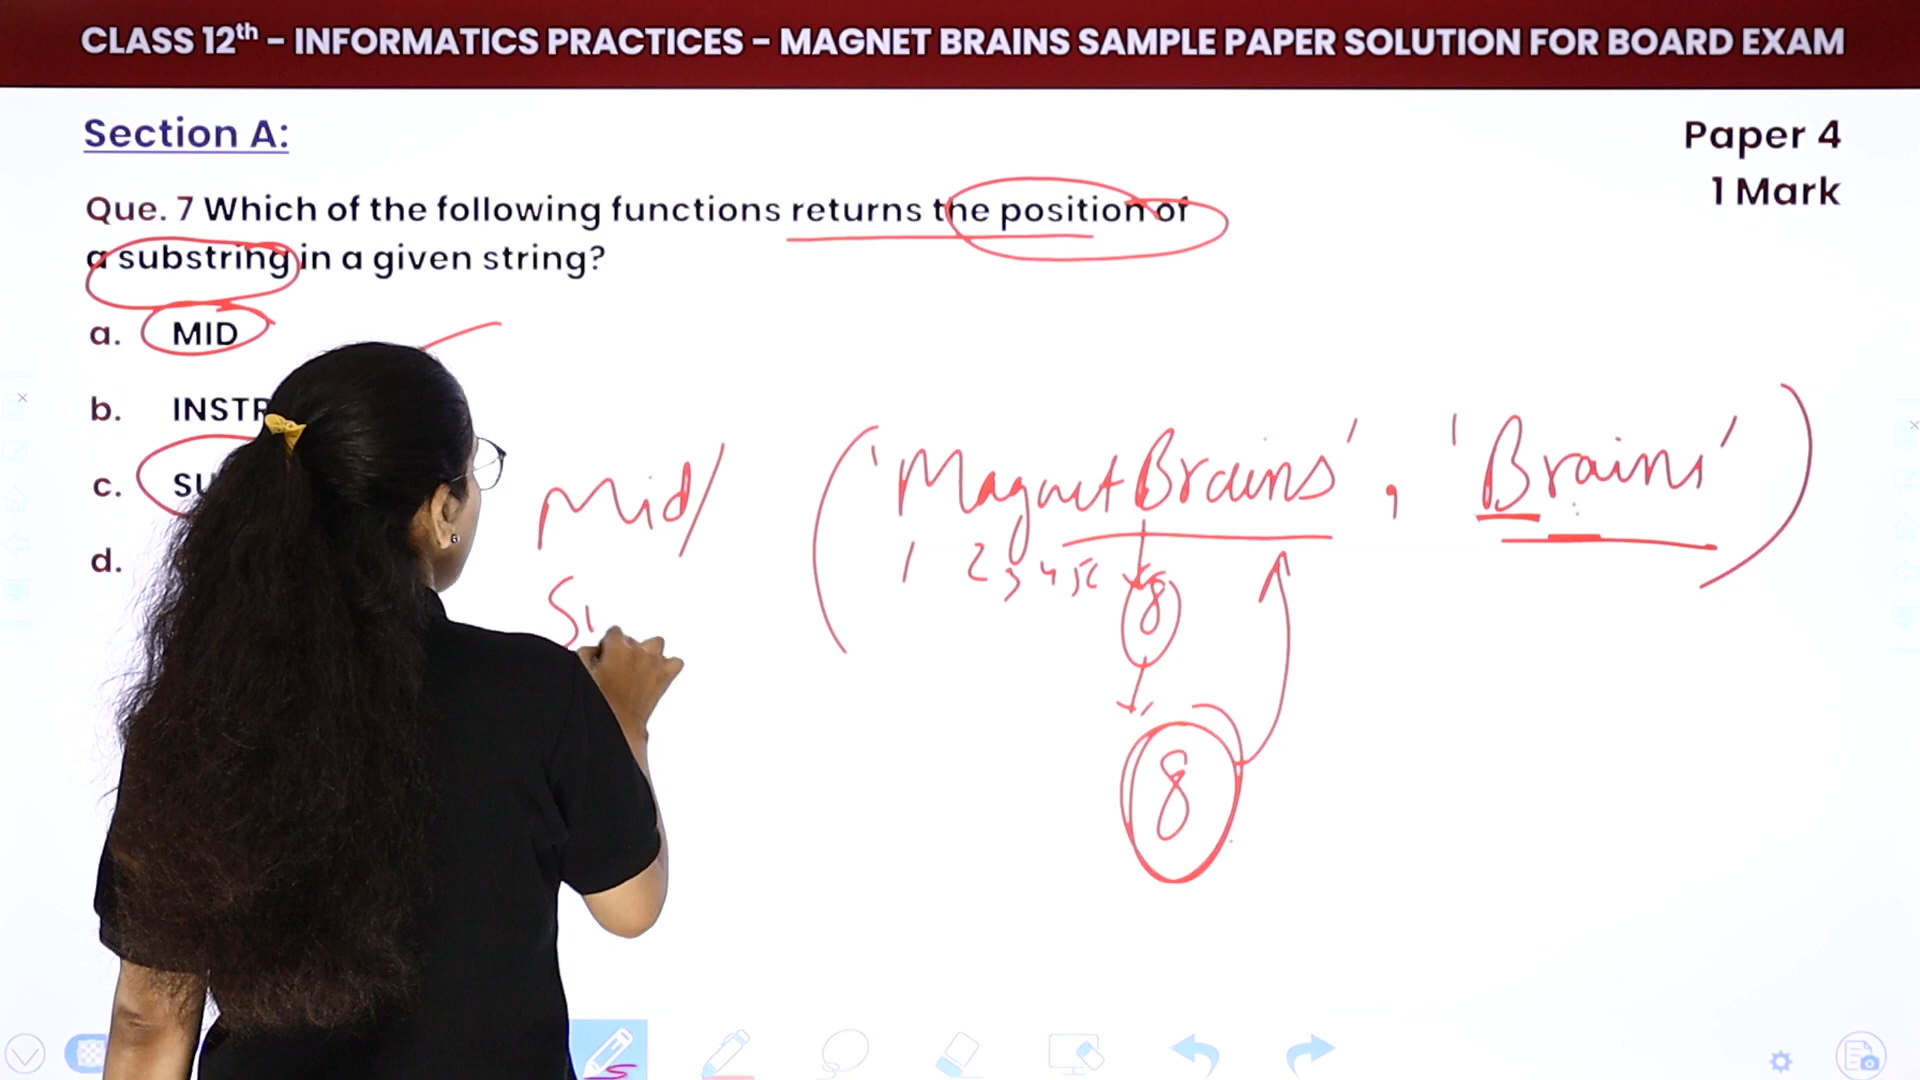 CLASS 12th – INFORMATICS PRACTICES – MAGNET BRAINS SAMPLE PAPER SOLUTION FOR BOARD EXAM
Section A:
Paper 4
1 Mark
Que. 7 Which of the following functions returns the position of
a substring in a given string?
a. MID
b. INSTR
c. SU
d.
Mid/ ('MagnetBrains', 'Brains')
1 2 3 4 5 6 8
8